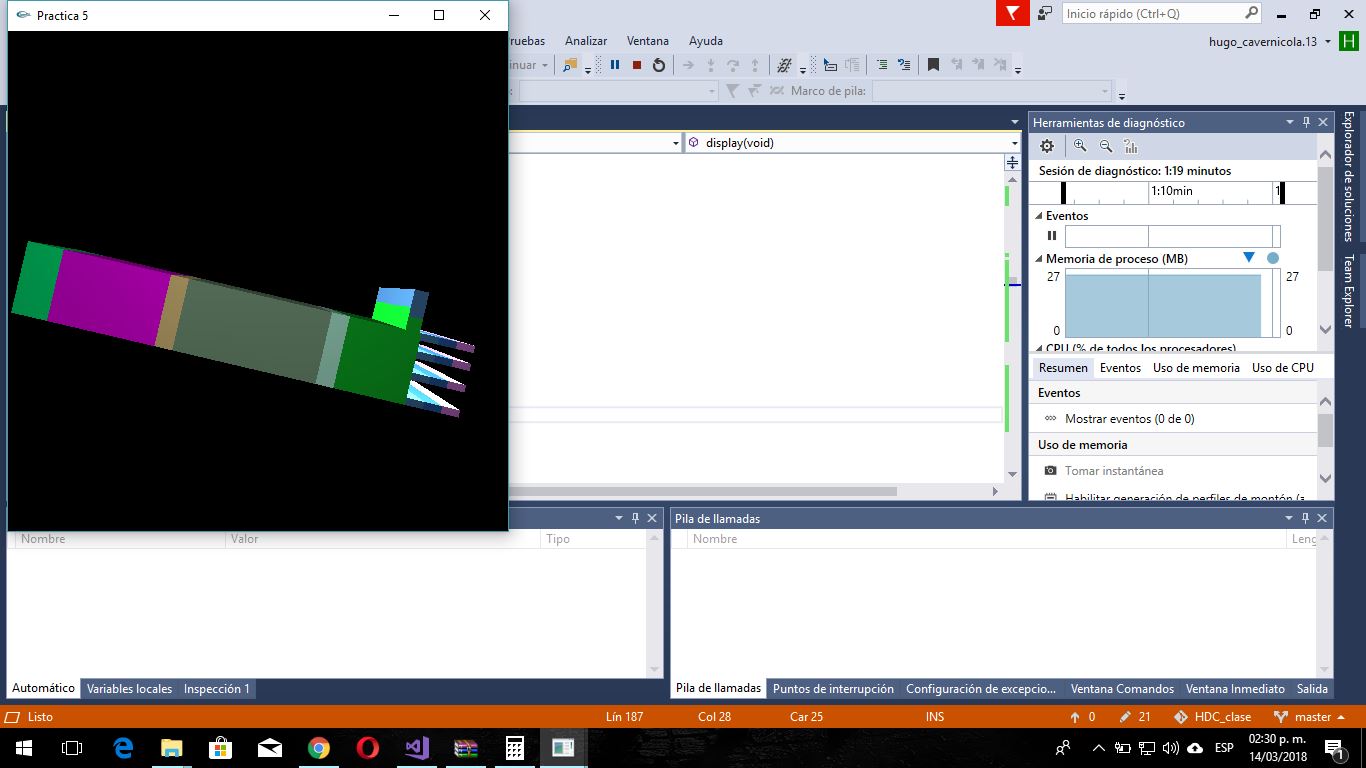 Practica 5
Inicio rápido (Ctrl+Q)
ruebas Analizar Ventana Ayuda
hugo_cavernicola.13
H
nuar
Marco de pila:
display(void)
Herramientas de diagnóstico
Sesión de diagnóstico: 1:19 minutos
1:10min
1
Eventos
Memoria de proceso (MB)
27 27
0 0
CPU (% de todos los procesadores)
Resumen Eventos Uso de memoria Uso de CPU
Eventos
Mostrar eventos (0 de 0)
Uso de memoria
Tomar instantánea
Habilitar generación de perfiles de montón (a
Explorador de soluciones
Team Explorer
Nombre Valor Tipo
Automático Variables locales Inspección 1
Pila de llamadas
Nombre Leng
Pila de llamadas Puntos de interrupción Configuración de excepcio... Ventana Comandos Ventana Inmediato Salida
Listo Lín 187 Col 28 Car 25 INS 0 21 HDC_clase master
ESP
02:30 p. m.
14/03/2018
1